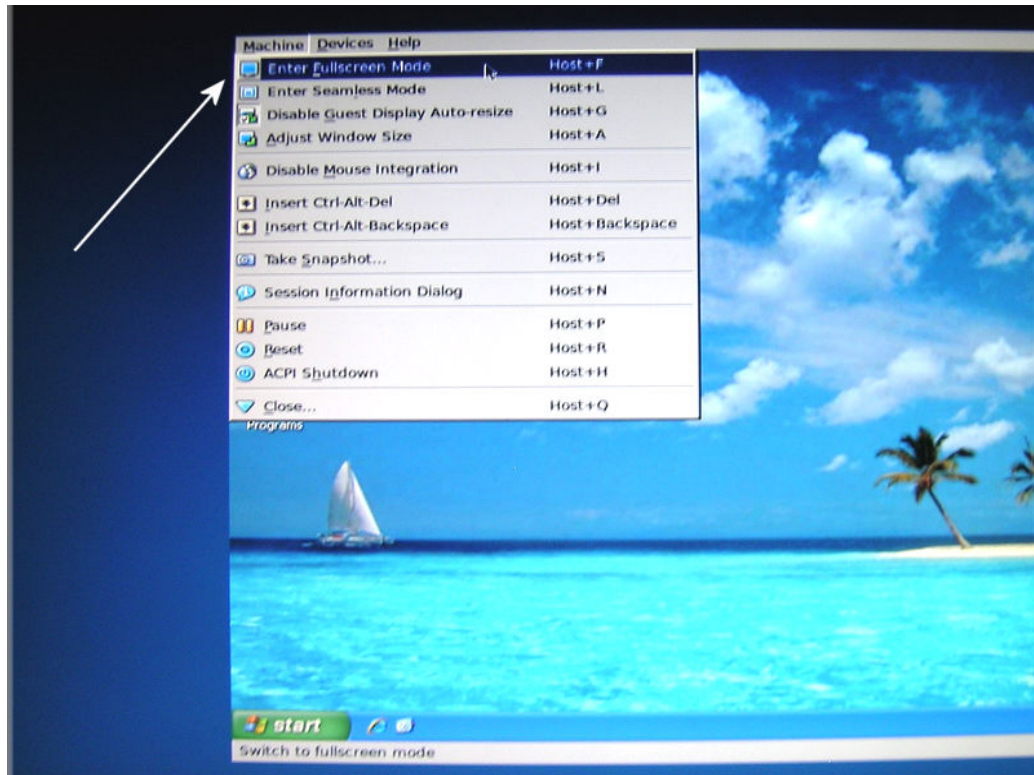 Machine Devices Help
Enter Fullscreen Mode Host+F
Enter Seamless Mode Host+L
Disable Guest Display Auto-resize Host+G
Adjust Window Size Host+A
Disable Mouse Integration Host+I
Insert Ctrl-Alt-Del Host+Del
Insert Ctrl-Alt-Backspace Host+Backspace
Take Snapshot... Host+S
Session Information Dialog Host+N
Pause Host+P
Reset Host+R
ACPI Shutdown Host+H
Close... Host+Q
Programs
start
Switch to fullscreen mode